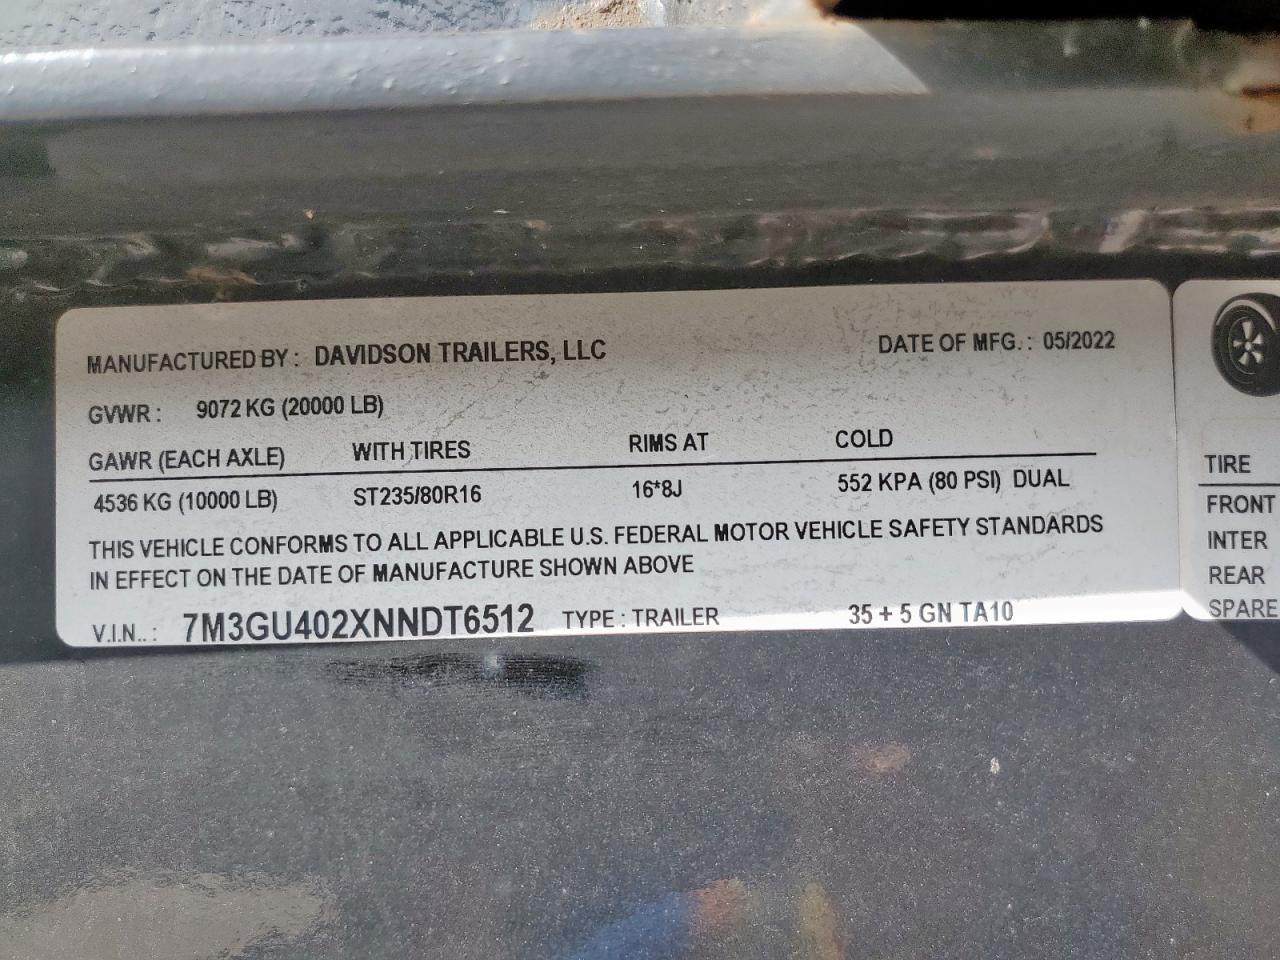 MANUFACTURED BY : DAVIDSON TRAILERS, LLC DATE OF MFG. : 05/2022
GVWR : 9072 KG (20000 LB)
GAWR (EACH AXLE) WITH TIRES RIMS AT COLD
4536 KG (10000 LB) ST235/80R16 16*8J 552 KPA (80 PSI) DUAL
THIS VEHICLE CONFORMS TO ALL APPLICABLE U.S. FEDERAL MOTOR VEHICLE SAFETY STANDARDS
IN EFFECT ON THE DATE OF MANUFACTURE SHOWN ABOVE
V.I.N.. : 7M3GU402XNNDT6512 TYPE : TRAILER 35 + 5 GN TA10
TIRE
FRONT
INTER
REAR
SPARE